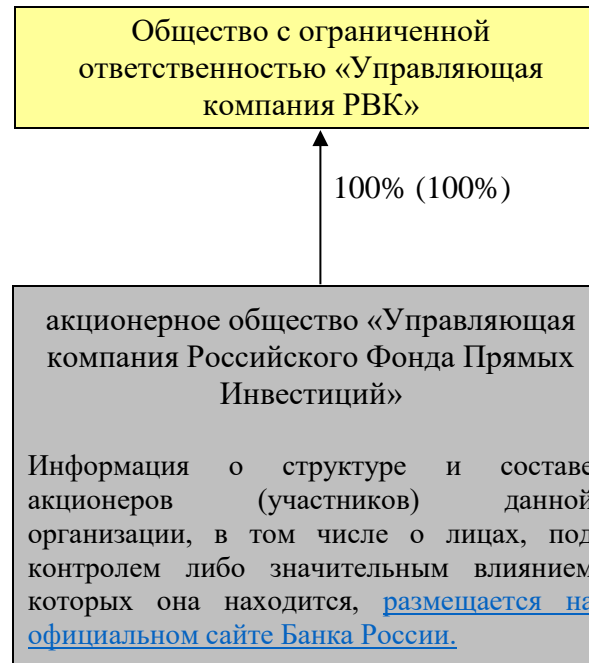 Общество с ограниченной
ответственностью «Управляющая
компания РВК»
100% (100%)
акционерное общество «Управляющая
компания Российского Фонда Прямых
Инвестиций»
Информация о структуре и составе
акционеров (участников) данной
организации, в том числе о лицах, под
контролем либо значительным влиянием
которых она находится, размещается на
официальном сайте Банка России.